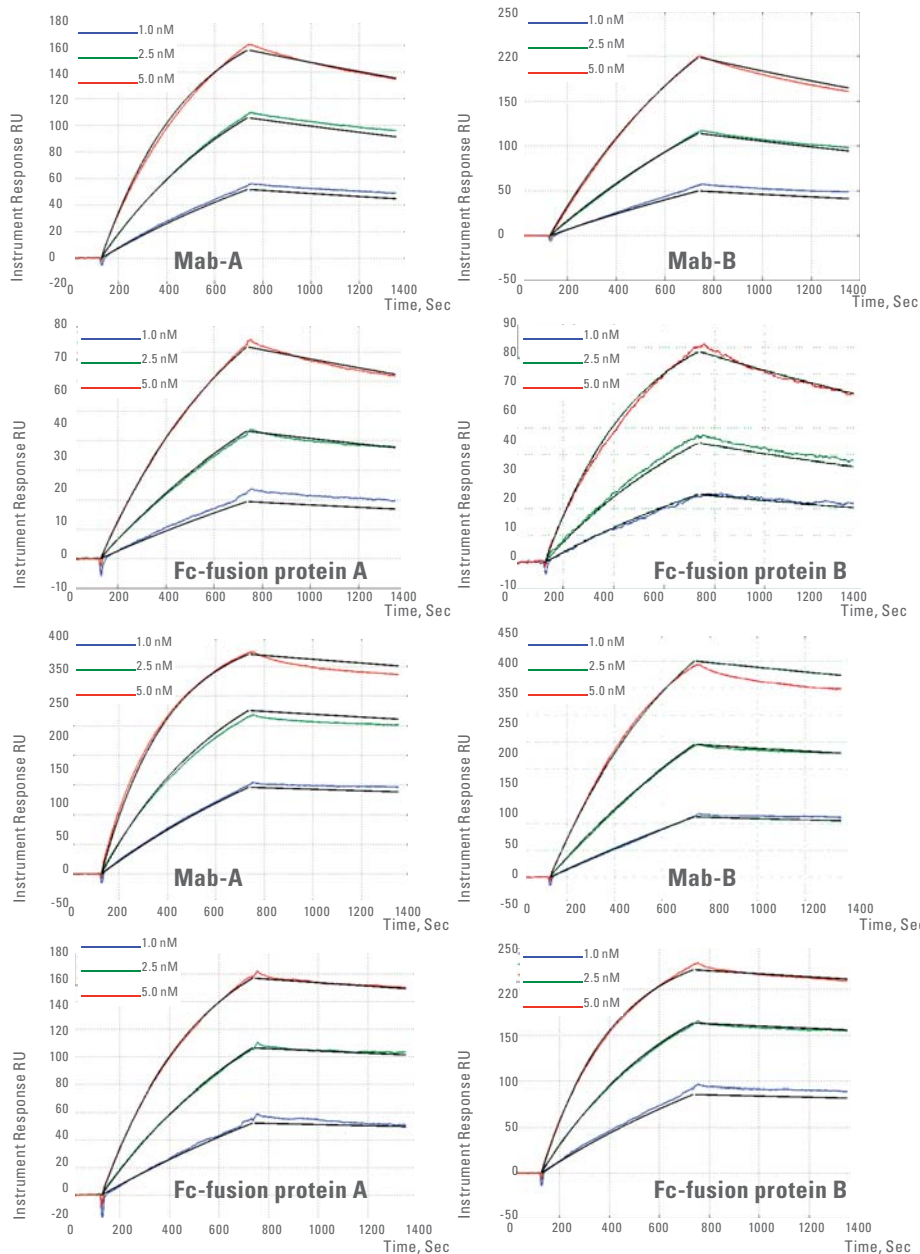 Instrument Response RU
160
140
120
100
80
60
40
20
0
-20
1.0 nM
2.5 nM
5.0 nM
Mab-A
0 200 400 600 800 1000 1200 1400
Time, Sec
Instrument Response RU
250
220
150
100
50
0
-50
1.0 nM
2.5 nM
5.0 nM
Mab-B
0 200 400 600 800 1000 1200 1400
Time, Sec
Instrument Response RU
80
70
40
40
30
20
10
0
-10
1.0 nM
2.5 nM
5.0 nM
Fc-fusion protein A
0 200 400 600 800 1000 1200 1400
Time, Sec
Instrument Response RU
90
80
70
60
40
30
20
10
0
-10
1.0 nM
2.5 nM
5.0 nM
Fc-fusion protein B
0 200 400 600 800 1000 1200 1400
Time, Sec
Instrument Response RU
400
350
250
200
150
100
50
0
-50
1.0 nM
2.5 nM
5.0 nM
Mab-A
0 200 400 600 800 1000 1200 1400
Time, Sec
Instrument Response RU
450
400
350
200
150
100
50
0
-50
1.0 nM
2.5 nM
5.0 nM
Mab-B
0 200 400 600 800 1000 1200 1400
Time, Sec
Instrument Response RU
180
160
140
120
100
80
60
40
20
0
-20
1.0 nM
2.5 nM
5.0 nM
Fc-fusion protein A
0 200 400 600 800 1000 1200 1400
Time, Sec
Instrument Response RU
250
220
150
100
50
0
-50
1.0 nM
2.5 nM
5.0 nM
Fc-fusion protein B
0 200 400 600 800 1000 1200 1400
Time, Sec